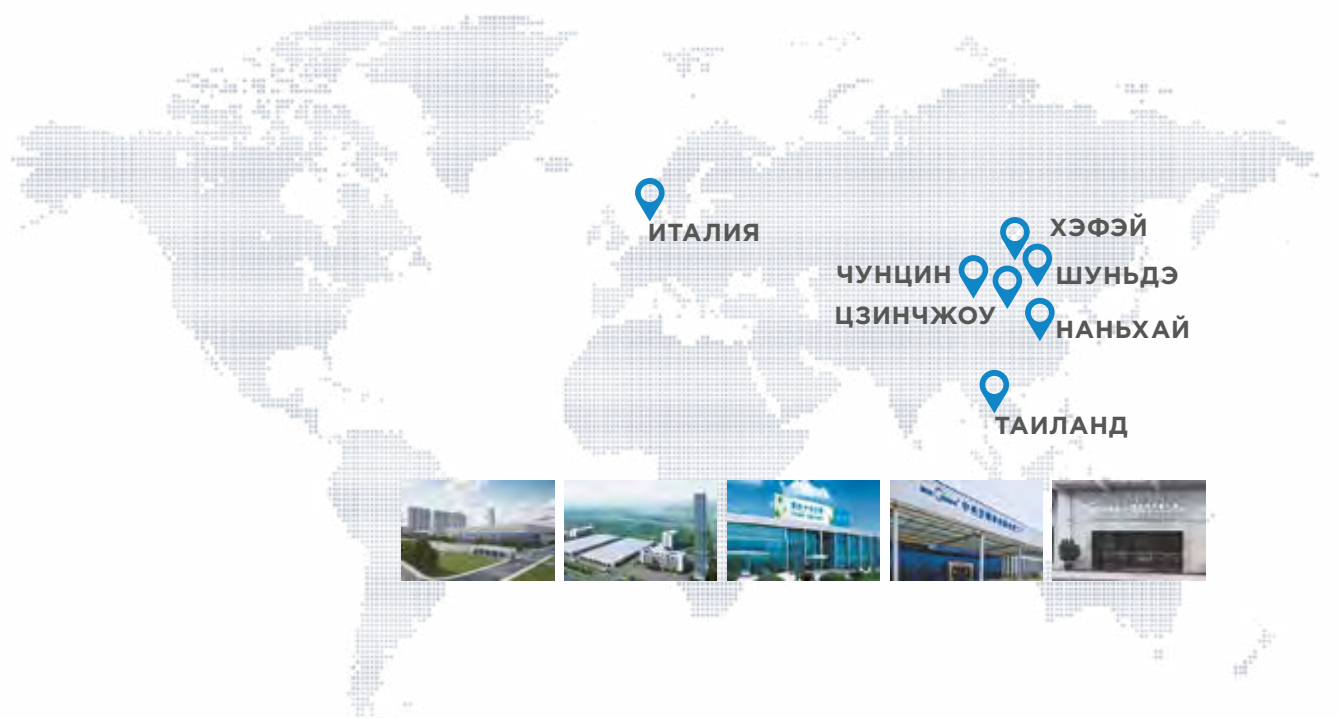 ХЭФЭЙ
ИТАЛИЯ
ЧУНЦИН
ШУНЬДЭ
ЦЗИНЧЖОУ
НАНЬХАЙ
ТАИЛАНД